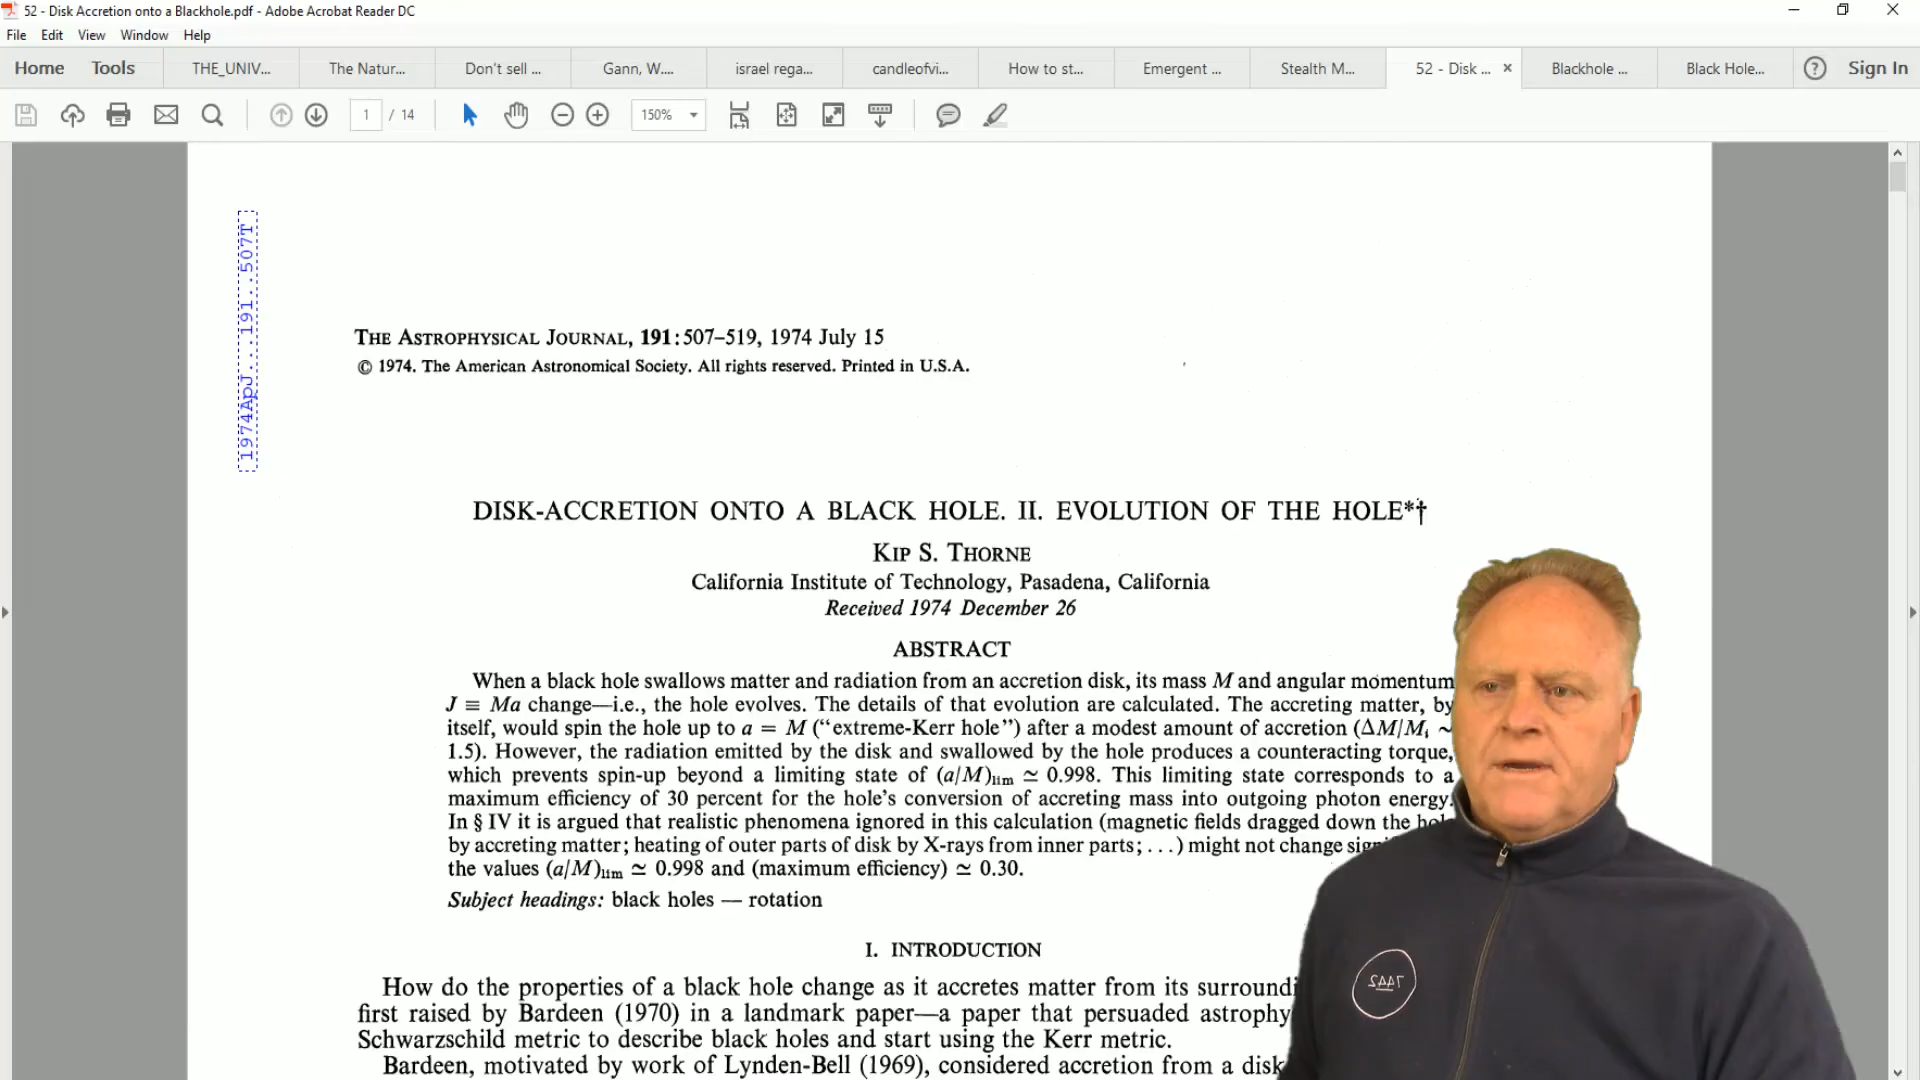 52 - Disk Accretion onto a Blackhole.pdf - Adobe Acrobat Reader DC
File Edit View Window Help
Home Tools THE_UNIV... The Natur... Don't sell ... Gann, W.... israel rega... candleofvi... How to st... Emergent ... Stealth M... 52 - Disk ... × Blackhole ... Black Hole... ? Sign In
1 / 14 150%
1974ApJ...191..507T
THE ASTROPHYSICAL JOURNAL, 191:507–519, 1974 July 15
© 1974. The American Astronomical Society. All rights reserved. Printed in U.S.A.
DISK-ACCRETION ONTO A BLACK HOLE. II. EVOLUTION OF THE HOLE*†
KIP S. THORNE
California Institute of Technology, Pasadena, California
Received 1974 December 26
ABSTRACT
When a black hole swallows matter and radiation from an accretion disk, its mass M and angular momentum
J ≡ Ma change—i.e., the hole evolves. The details of that evolution are calculated. The accreting matter, by
itself, would spin the hole up to a = M (“extreme-Kerr hole”) after a modest amount of accretion (ΔM/Mᵢ ~
1.5). However, the radiation emitted by the disk and swallowed by the hole produces a counteracting torque,
which prevents spin-up beyond a limiting state of (a/M)lim ≃ 0.998. This limiting state corresponds to a
maximum efficiency of 30 percent for the hole’s conversion of accreting mass into outgoing photon energy.
In § IV it is argued that realistic phenomena ignored in this calculation (magnetic fields dragged down the
by accreting matter; heating of outer parts of disk by X-rays from inner parts; . . .) might not change
the values (a/M)lim ≃ 0.998 and (maximum efficiency) ≃ 0.30.
Subject headings: black holes — rotation
I. INTRODUCTION
How do the properties of a black hole change as it accretes matter from its
first raised by Bardeen (1970) in a landmark paper—a paper that persuaded
Schwarzschild metric to describe black holes and start using the Kerr metric.
Bardeen, motivated by work of Lynden-Bell (1969), considered accretion from a disk